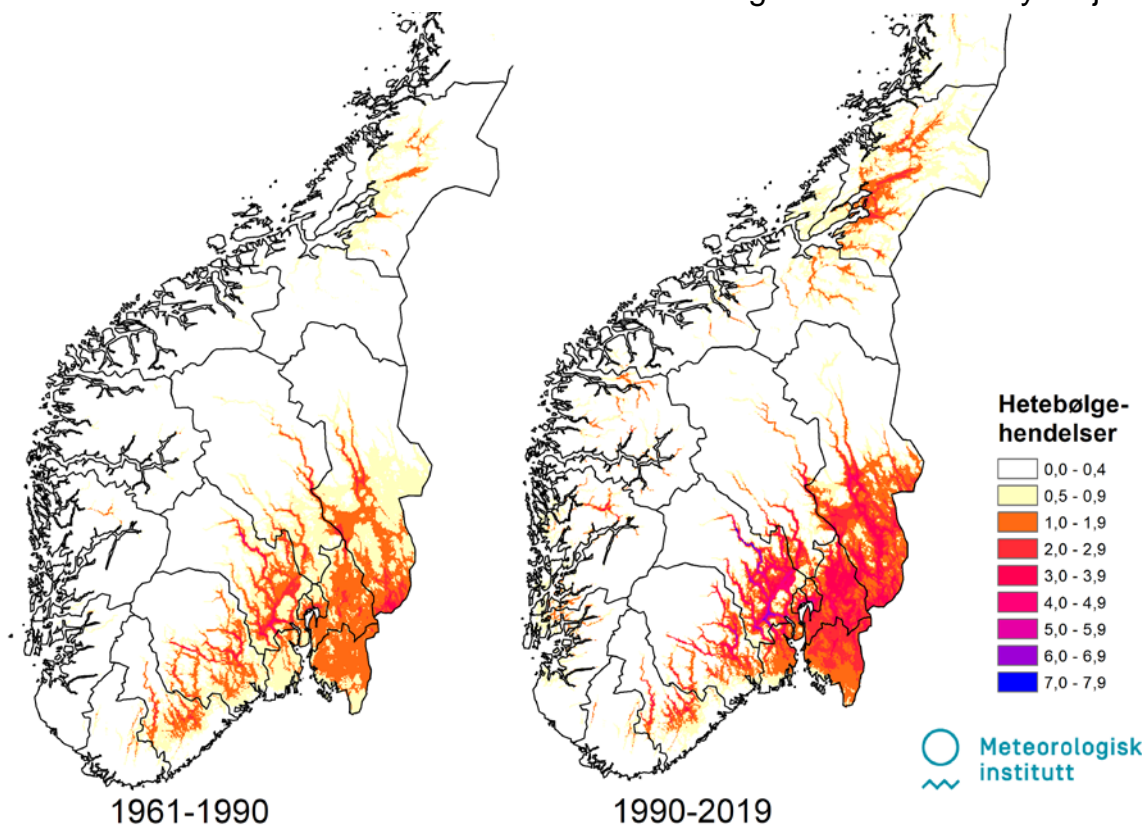 Hetebølge-
hendelser
0,0 - 0,4
0,5 - 0,9
1,0 - 1,9
2,0 - 2,9
3,0 - 3,9
4,0 - 4,9
5,0 - 5,9
6,0 - 6,9
7,0 - 7,9
Meteorologisk
institutt
1961-1990
1990-2019